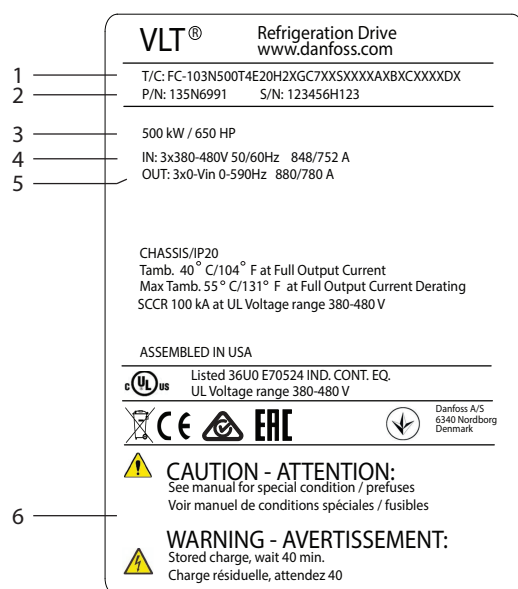 VLT® Refrigeration Drive
www.danfoss.com
1 T/C: FC-103N500T4E20H2XGC7XXSXXXXAXBXCXXXXDX
2 P/N: 135N6991 S/N: 123456H123
3 500 kW / 650 HP
4 IN: 3x380-480V 50/60Hz 848/752 A
5 OUT: 3x0-Vin 0-590Hz 880/780 A
CHASSIS/IP20
Tamb. 40° C/104° F at Full Output Current
Max Tamb. 55° C/131° F at Full Output Current Derating
SCCR 100 kA at UL Voltage range 380-480 V
ASSEMBLED IN USA
c UL us Listed 36U0 E70524 IND. CONT. EQ.
UL Voltage range 380-480 V
CE EAC
Danfoss A/S
6340 Nordborg
Denmark
CAUTION - ATTENTION:
See manual for special condition / prefuses
Voir manuel de conditions spéciales / fusibles
6
WARNING - AVERTISSEMENT:
Stored charge, wait 40 min.
Charge résiduelle, attendez 40